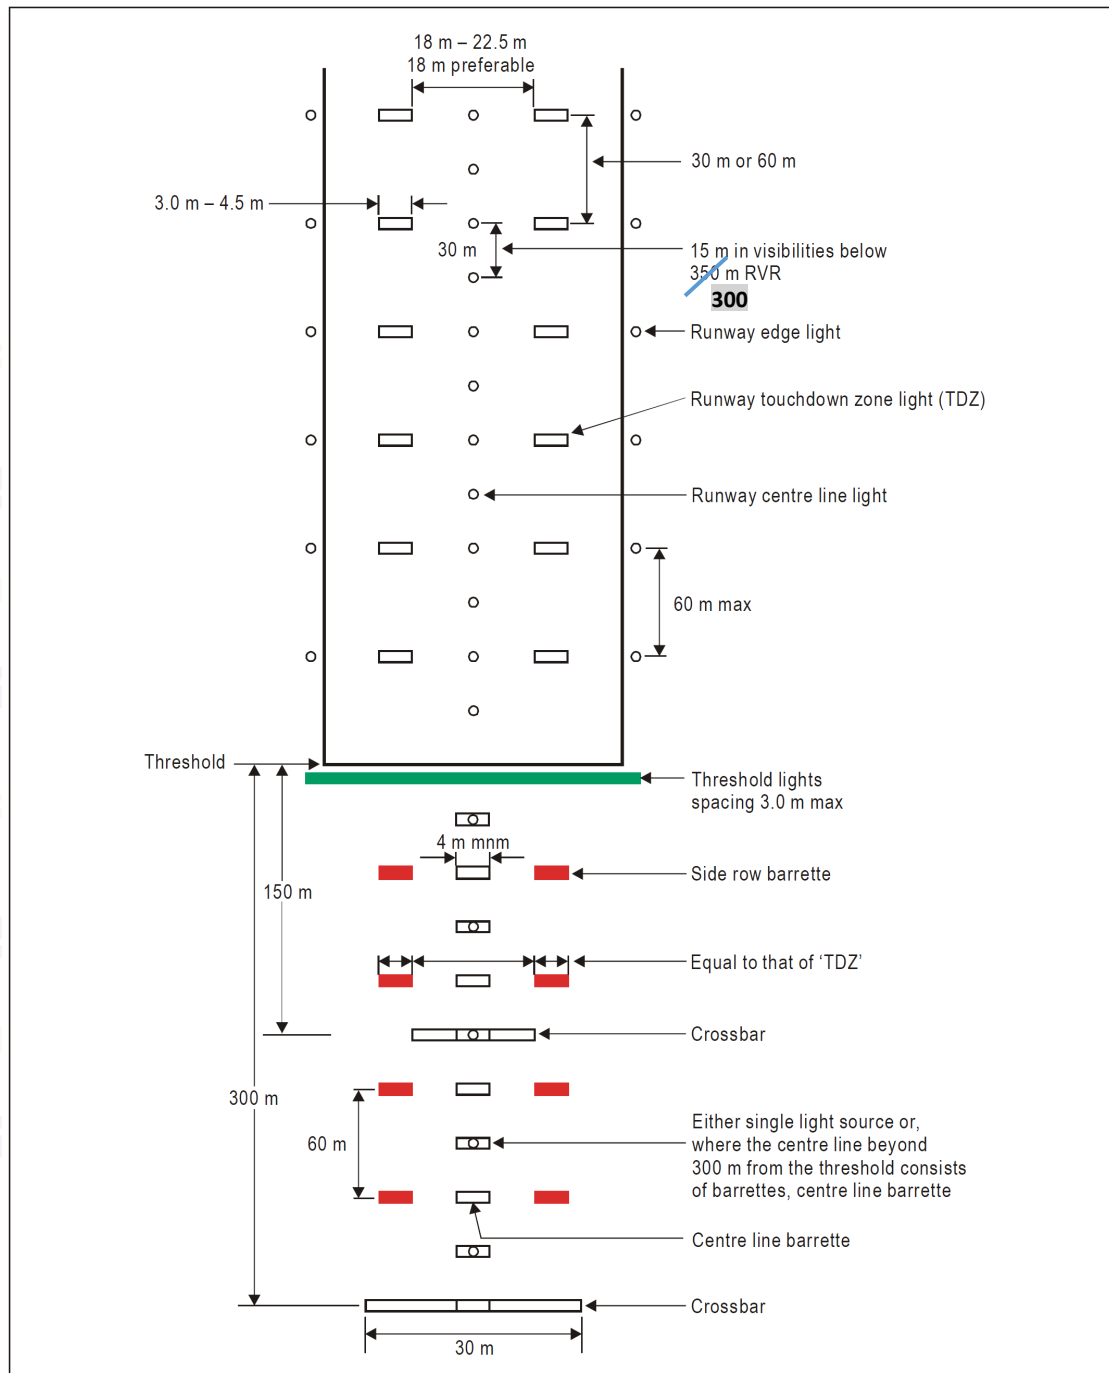 18 m – 22.5 m
18 m preferable
30 m or 60 m
3.0 m – 4.5 m
30 m
15 m in visibilities below
350 m RVR
300
Runway edge light
Runway touchdown zone light (TDZ)
Runway centre line light
60 m max
Threshold
Threshold lights
spacing 3.0 m max
4 m mnm
Side row barrette
150 m
Equal to that of ‘TDZ’
Crossbar
300 m
60 m
Either single light source or,
where the centre line beyond
300 m from the threshold consists
of barrettes, centre line barrette
Centre line barrette
Crossbar
30 m